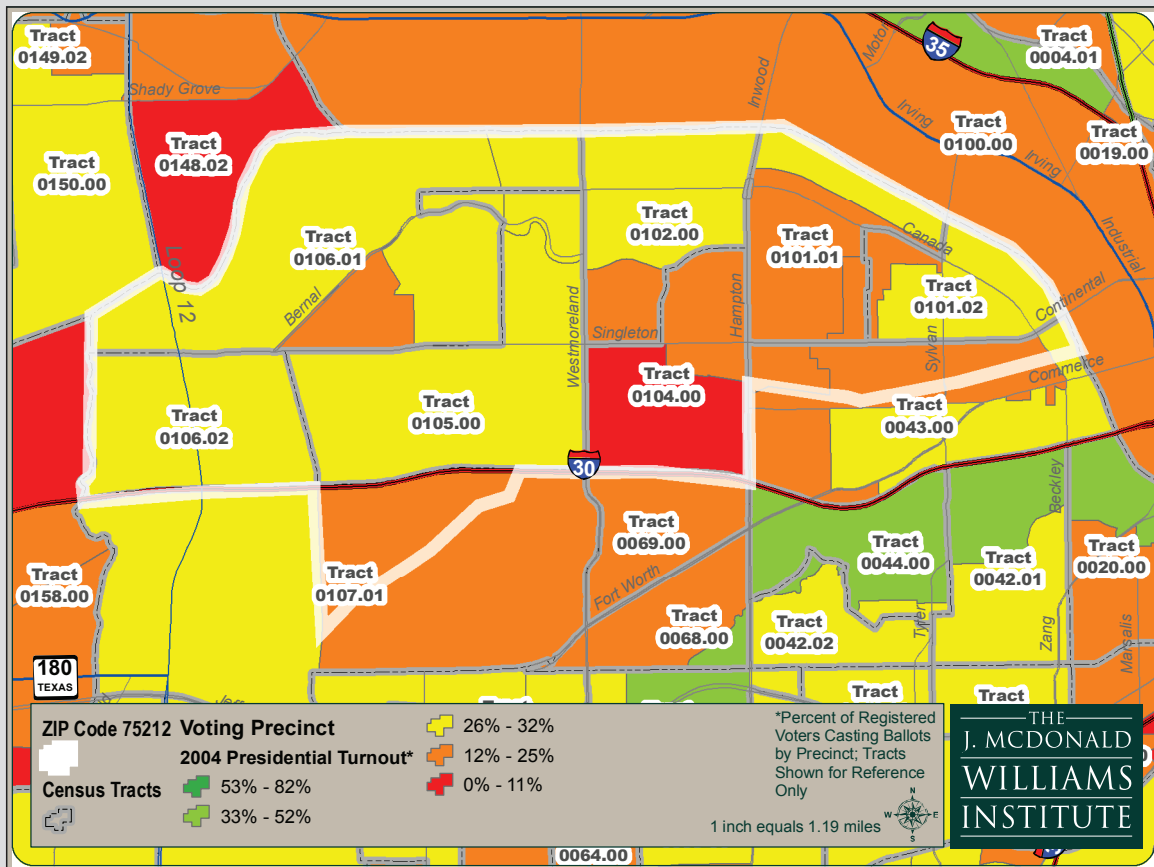 Tract
0149.02
Shady Grove
Tract
0148.02
Tract
0150.00
Loop 12
Tract
0106.01
Bernal
Westmoreland
Tract
0102.00
Singleton
Hampton
Inwood
Motor
35
Tract
0004.01
Irving
Tract
0100.00
Irving
Tract
0019.00
Industrial
Tract
0101.01
Canada
Tract
0101.02
Continental
Sylvan
Commerce
Tract
0104.00
Tract
0043.00
Tract
0105.00
Tract
0106.02
30
Beckley
Tract
0069.00
Fort Worth
Tract
0044.00
Tract
0042.01
Tract
0020.00
Tract
0158.00
Tract
0107.01
Tract
0068.00
Tract
0042.02
Tyler
Zang
Marsalis
180
TEXAS
Tract
Tract
ZIP Code 75212
Census Tracts
Voting Precinct
2004 Presidential Turnout*
53% - 82%
33% - 52%
26% - 32%
12% - 25%
0% - 11%
*Percent of Registered
Voters Casting Ballots
by Precinct; Tracts
Shown for Reference
Only
N
W E
S
1 inch equals 1.19 miles
THE
J. MCDONALD
WILLIAMS
INSTITUTE
0064.00